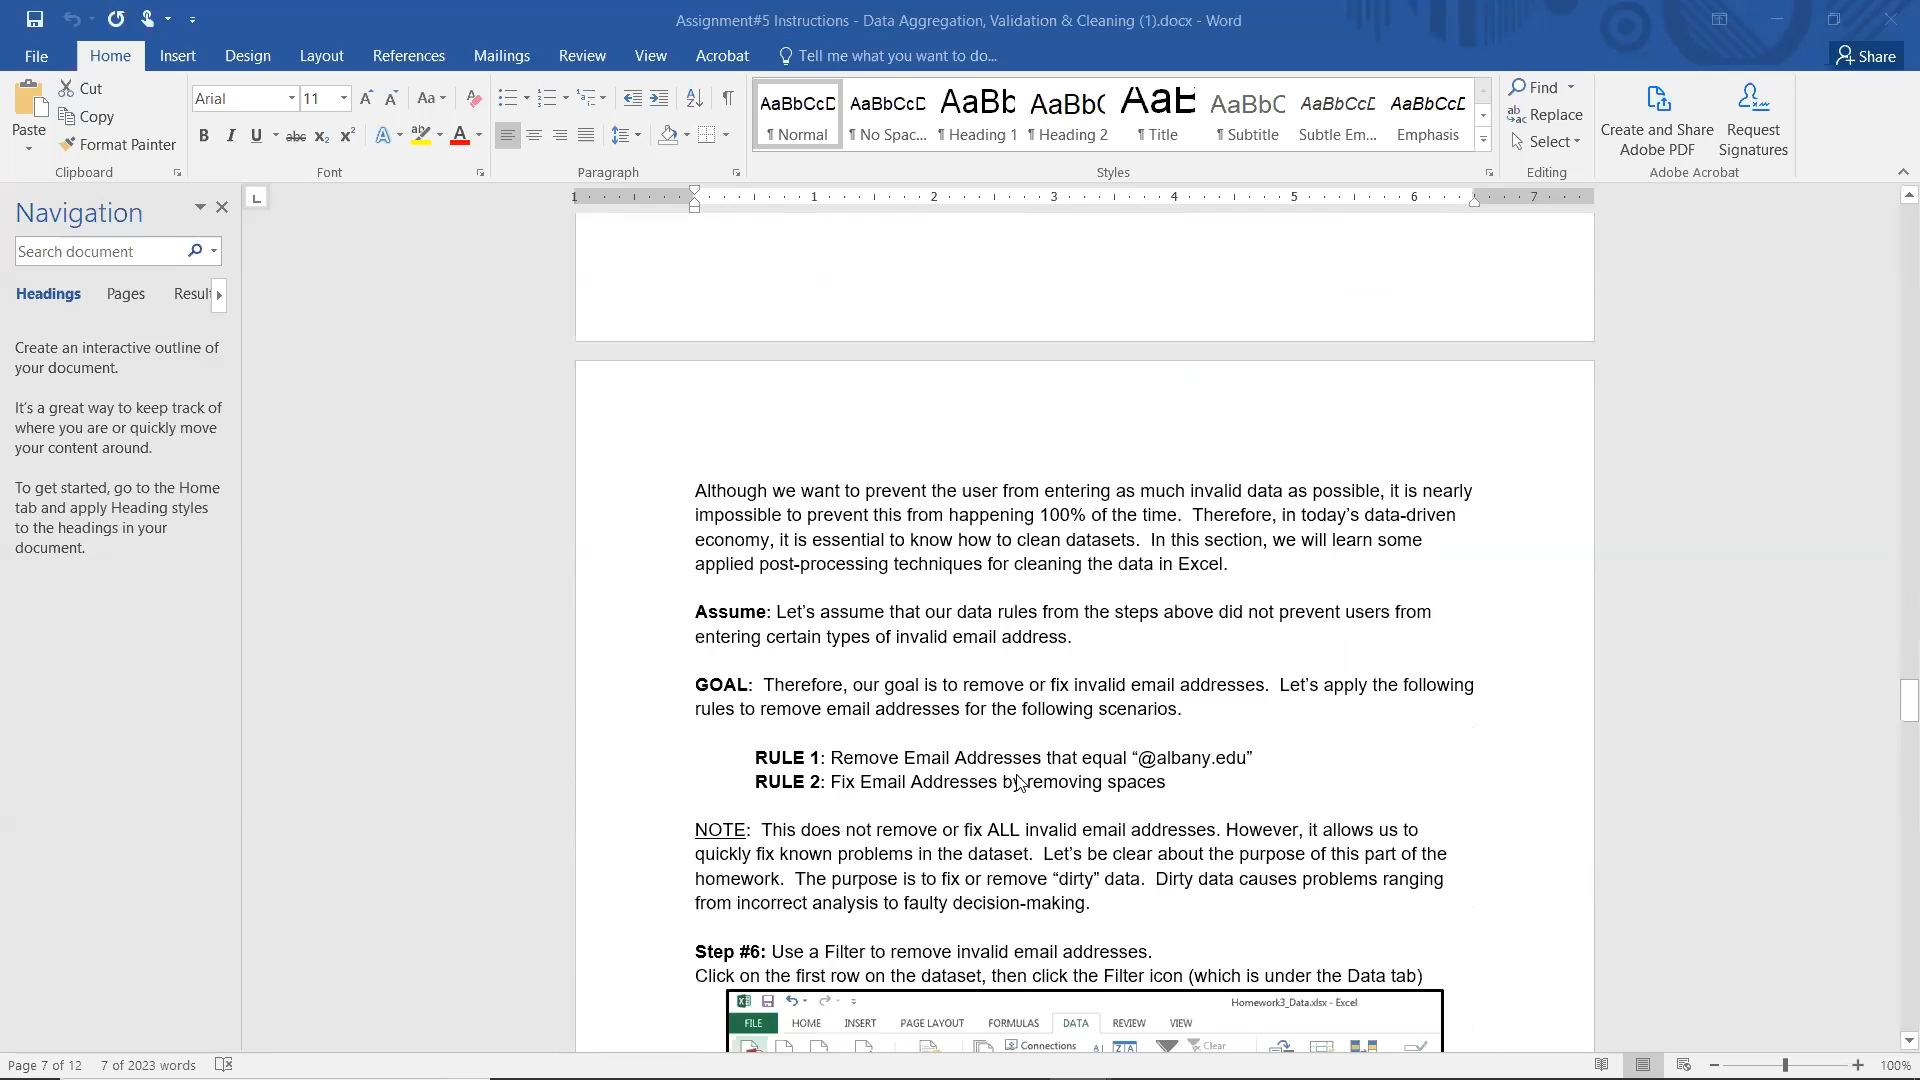 Assignment#5 Instructions - Data Aggregation, Validation & Cleaning (1).docx - Word
File Home Insert Design Layout References Mailings Review View Acrobat Tell me what you want to do... Share
Paste
Cut
Copy
Format Painter
Clipboard
Arial 11
Font
Paragraph
AaBbCcD AaBbCcD AaBb AaBb AaB AaBbC AaBbCcD AaBbCcD
¶ Normal ¶ No Spac... ¶ Heading 1 ¶ Heading 2 ¶ Title ¶ Subtitle Subtle Em... Emphasis
Styles
Find
Replace
Select
Editing
Create and Share
Adobe PDF
Request
Signatures
Adobe Acrobat
1 1 2 3 4 5 6 7
Navigation
Search document
Headings Pages Result
Create an interactive outline of
your document.
It's a great way to keep track of
where you are or quickly move
your content around.
To get started, go to the Home
tab and apply Heading styles
to the headings in your
document.
Although we want to prevent the user from entering as much invalid data as possible, it is nearly
impossible to prevent this from happening 100% of the time. Therefore, in today's data-driven
economy, it is essential to know how to clean datasets. In this section, we will learn some
applied post-processing techniques for cleaning the data in Excel.
Assume: Let's assume that our data rules from the steps above did not prevent users from
entering certain types of invalid email address.
GOAL: Therefore, our goal is to remove or fix invalid email addresses. Let's apply the following
rules to remove email addresses for the following scenarios.
RULE 1: Remove Email Addresses that equal “@albany.edu”
RULE 2: Fix Email Addresses by removing spaces
NOTE: This does not remove or fix ALL invalid email addresses. However, it allows us to
quickly fix known problems in the dataset. Let's be clear about the purpose of this part of the
homework. The purpose is to fix or remove “dirty” data. Dirty data causes problems ranging
from incorrect analysis to faulty decision-making.
Step #6: Use a Filter to remove invalid email addresses.
Click on the first row on the dataset, then click the Filter icon (which is under the Data tab)
Homework3_Data.xlsx - Excel
FILE HOME INSERT PAGE LAYOUT FORMULAS DATA REVIEW VIEW
Connections Clear
Page 7 of 12 7 of 2023 words 100%